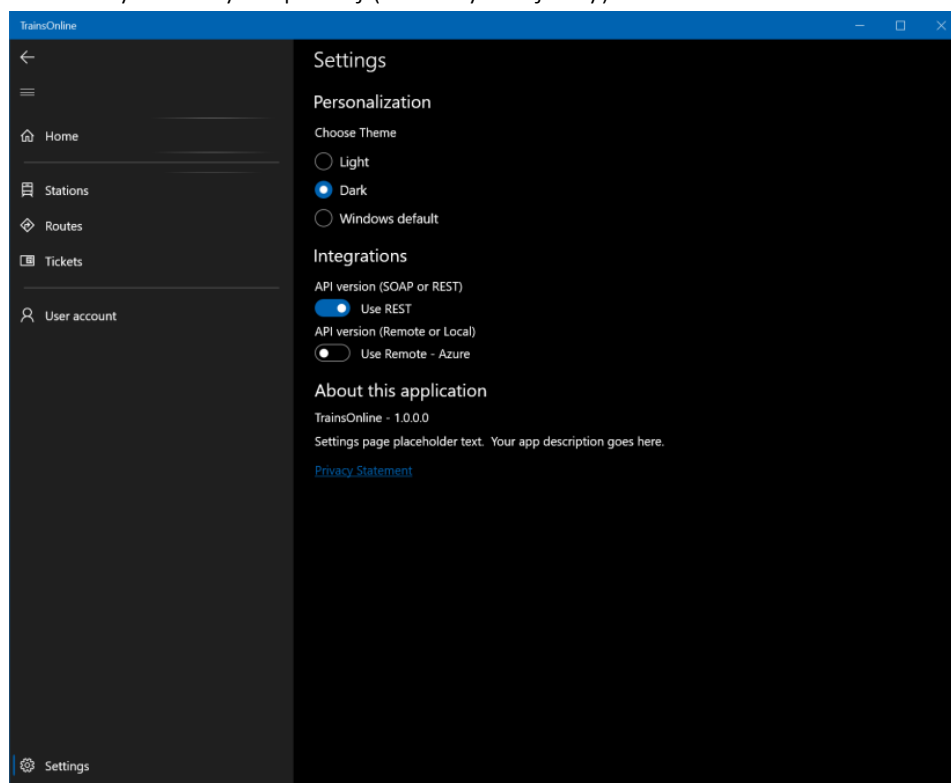 TrainsOnline
Settings
Personalization
Home
Choose Theme
Light
Stations
Dark
Routes
Windows default
Integrations
Tickets
API version (SOAP or REST)
Use REST
User account
API version (Remote or Local)
Use Remote - Azure
About this application
TrainsOnline - 1.0.0.0
Settings page placeholder text.  Your app description goes here.
Privacy Statement
Settings